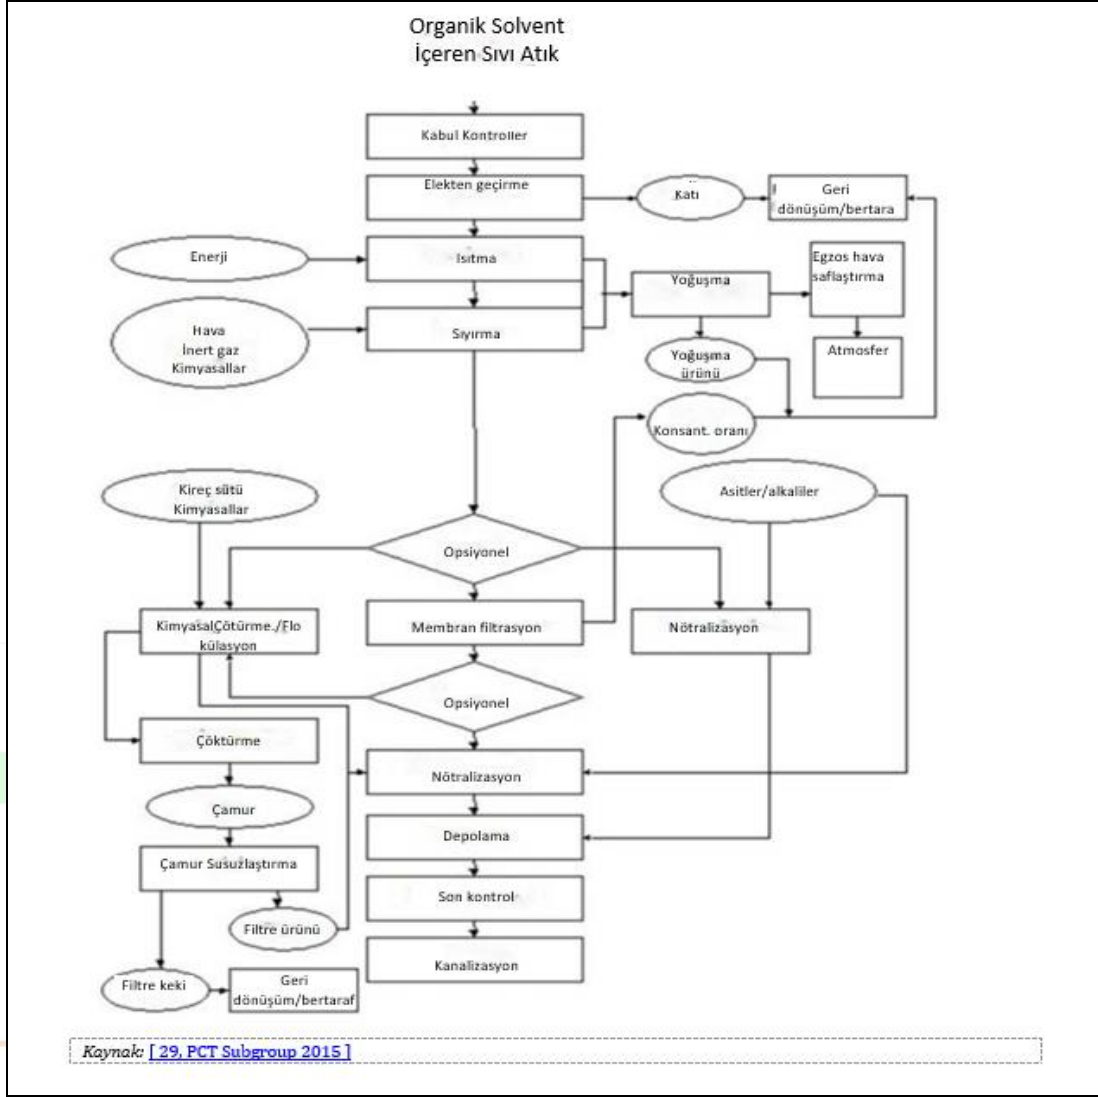 Organik Solvent
İçeren Sıvı Atık
Kabul Kontroller
Elekten geçirme
Katı
Geri
dönüşüm/bertara
Enerji
Isıtma
Egzos hava
saflaştırma
Yoğuşma
Hava
İnert gaz
Kimyasallar
Sıyırma
Yoğuşma
ürünü
Atmosfer
Konsant. oranı
Kireç sütü
Kimyasallar
Asitler/alkaliler
Opsiyonel
KimyasalÇötürme./Flo
külasyon
Membran filtrasyon
Nötralizasyon
Opsiyonel
Çöktürme
Nötralizasyon
Çamur
Depolama
Çamur Susuzlaştırma
Son kontrol
Filtre ürünü
Kanalizasyon
Filtre keki
Geri
dönüşüm/bertaraf
Kaynak: [ 29, PCT Subgroup 2015 ]